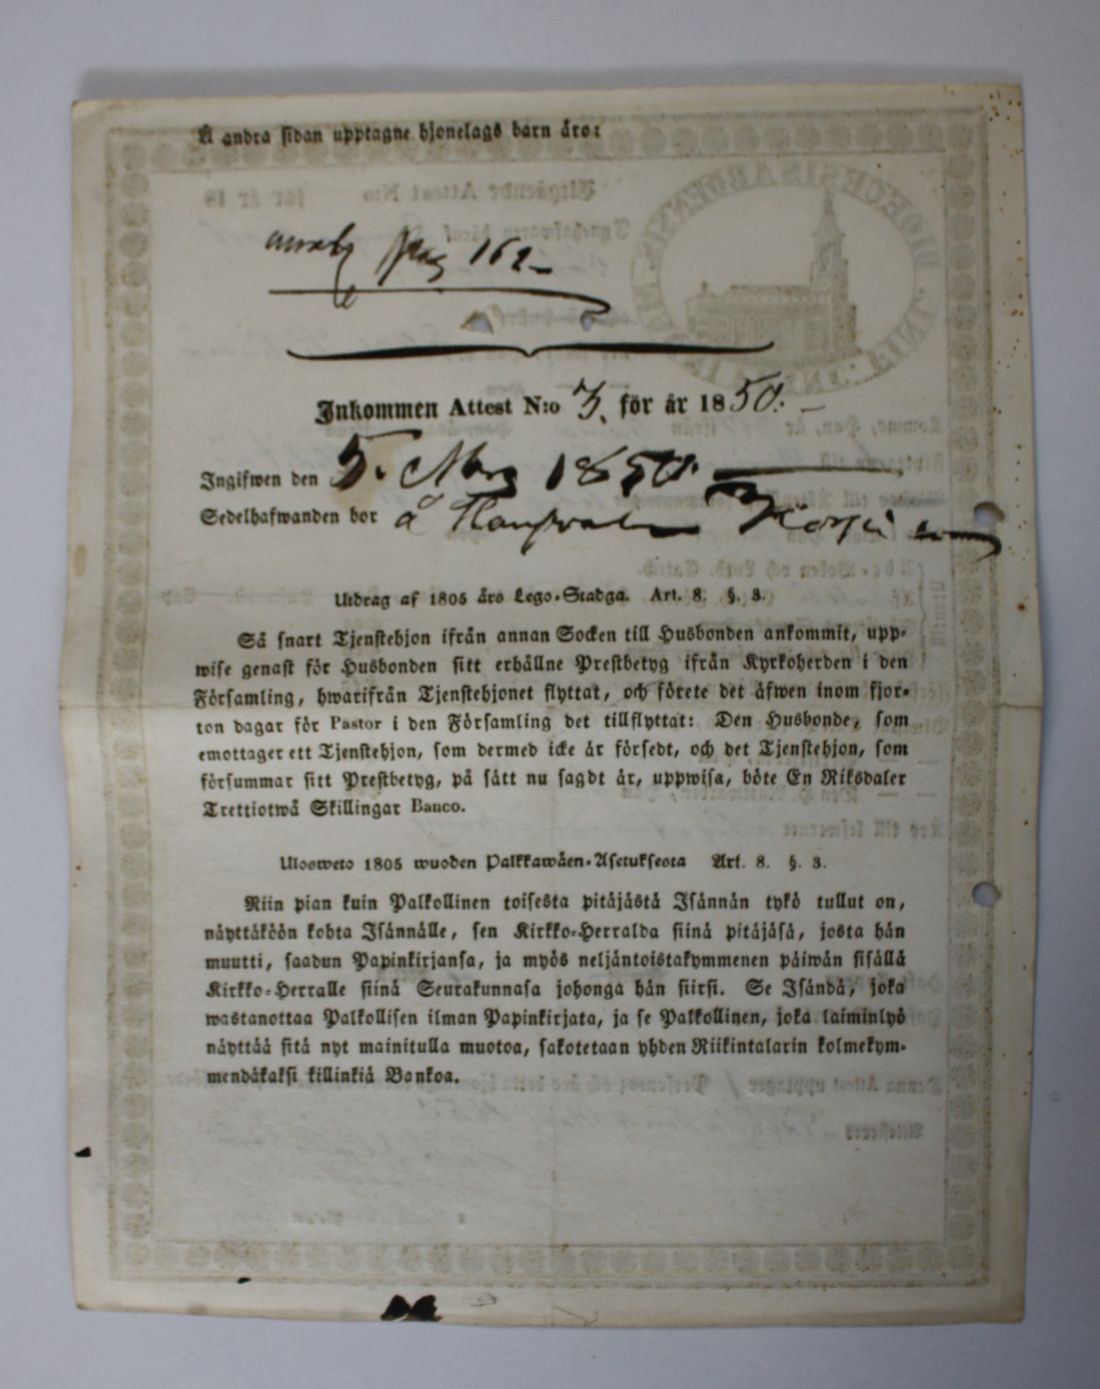 Å andra sidan upptagne hjonelags barn äro:
pag 162
Inkommen Attest N:o 3. för år 1850.
Ingifwen den 5. 1850.
Sedelhafwanden bor å
Utdrag af 1805 års Lego-Stadga. Art. 8. §. 3.
Så snart Tjenstehjon ifrån annan Socken till Husbonden ankommit, upp-
wise genast för Husbonden sitt erhållne Prestbetyg ifrån Kyrkoherden i den
Församling, hwarifrån Tjenstehjonet flyttat, och förete det äfwen inom fjor-
ton dagar för Pastor i den Församling det tillflyttat: Den Husbonde, som
emottager ett Tjenstehjon, som dermed icke är försedt, och det Tjenstehjon, som
försummar sitt Prestbetyg, på sätt nu sagdt är, uppwisa, böte En Riksdaler
Trettiotwå Skillingar Banco.
Ulosweto 1805 wuoden Palkkawäen-Asetuksesta Art. 8. §. 3.
Niin pian kuin Palkollinen toisesta pitäjästä Isännän tykö tullut on,
näyttäköön kohta Isännälle, sen Kirkko-Herralda siinä pitäjäsä, josta hän
muutti, saadun Papinkirjansa, ja myös neljäntoistakymmenen päiwän sisällä
Kirkko-Herralle siinä Seurakunnasa johonga hän siirsi. Se Isändä, joka
wastanottaa Palkollisen ilman Papinkirjata, ja se Palkollinen, joka laiminlyö
näyttää sitä nyt mainitulla muotoa, sakotetaan yhden Riikintalarin kolmekym-
mendäkaksi killinkiä Bankoa.